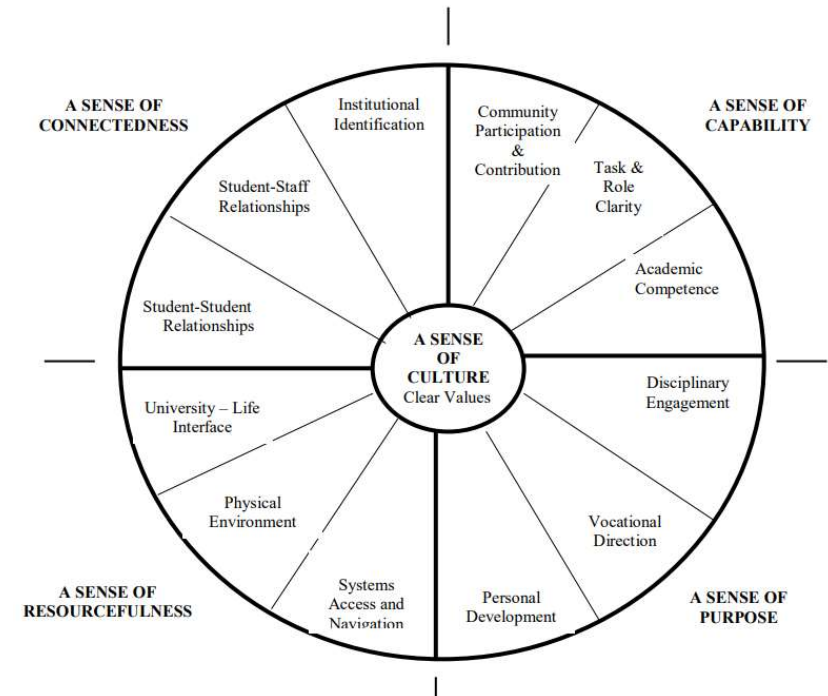 A SENSE OF
CONNECTEDNESS
Institutional
Identification
Student-Staff
Relationships
Student-Student
Relationships
A SENSE OF
CAPABILITY
Community
Participation
&
Contribution
Task &
Role
Clarity
Academic
Competence
A SENSE
OF
CULTURE
Clear Values
University – Life
Interface
Physical
Environment
Systems
Access and
Navigation
A SENSE OF
RESOURCEFULNESS
Disciplinary
Engagement
Vocational
Direction
Personal
Development
A SENSE OF
PURPOSE